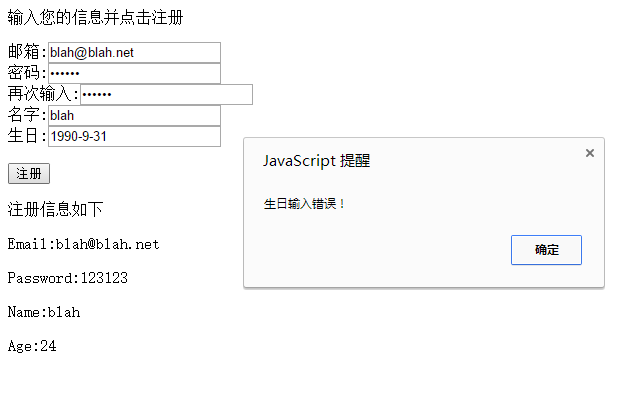 输入您的信息并点击注册
邮箱:blah@blah.net
密码:••••••
再次输入:••••••
名字:blah
生日:1990-9-31
注册
JavaScript 提醒
×
生日输入错误！
确定
注册信息如下
Email:blah@blah.net
Password:123123
Name:blah
Age:24